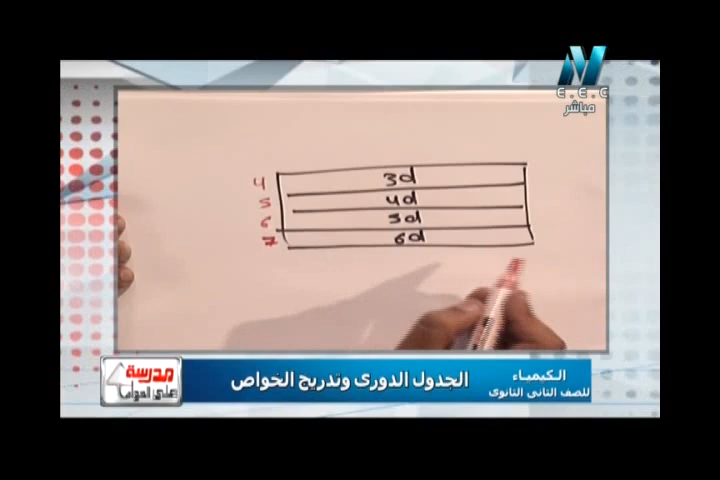 E.E.C
مباشر
4 3d
5 4d
6 5d
7 6d
مدرسة
على الهواء
الجدول الدورى وتدريج الخواص
الكيمياء
للصف الثانى الثانوى